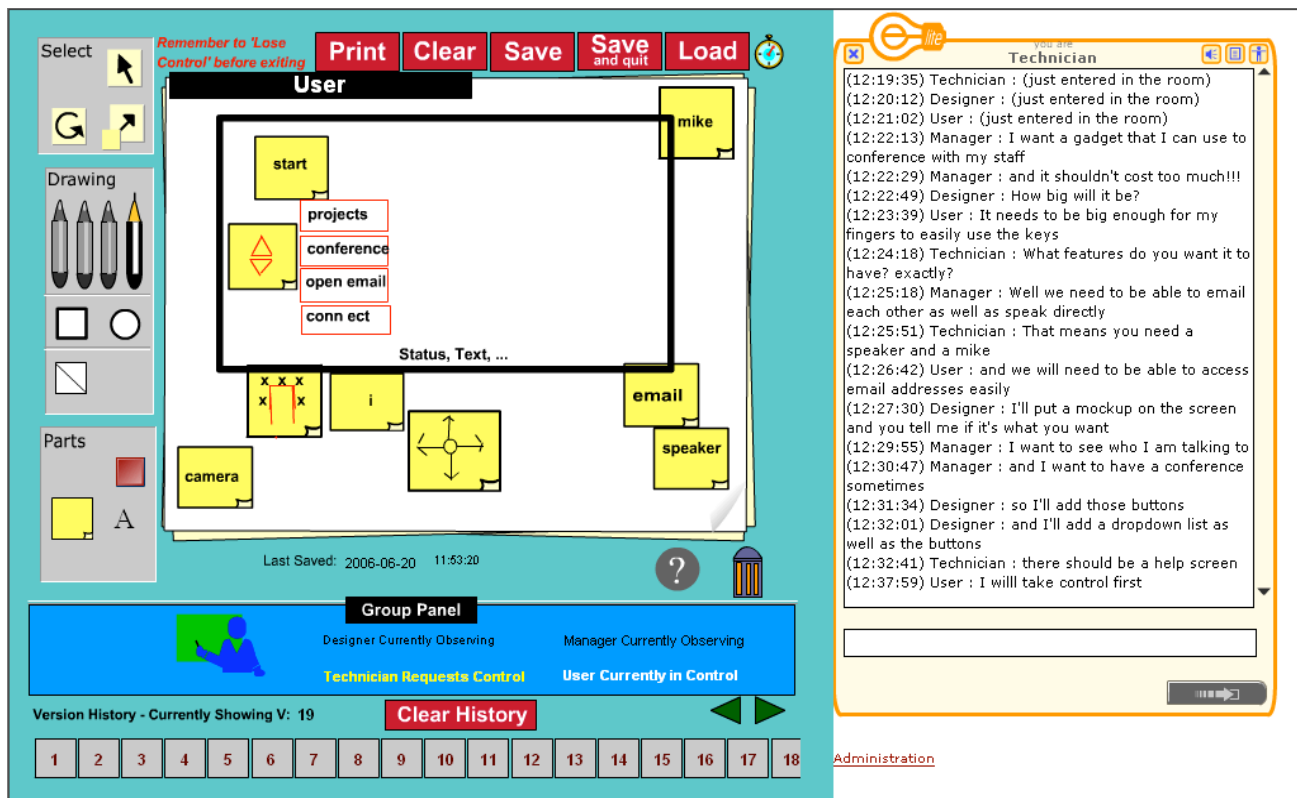 Select
Remember to 'Lose
Control' before exiting
Print
Clear
Save
Save
and quit
Load
User
mike
start
projects
conference
open email
conn ect
Status, Text, ...
x x x
x x
i
email
speaker
camera
Drawing
Parts
A
Last Saved: 2006-06-20 11:53:20
?
Group Panel
Designer Currently Observing
Manager Currently Observing
Technician Requests Control
User Currently in Control
Version History - Currently Showing V: 19
Clear History
1 2 3 4 5 6 7 8 9 10 11 12 13 14 15 16 17 18
e lite
you are
Technician
(12:19:35) Technician : (just entered in the room)
(12:20:12) Designer : (just entered in the room)
(12:21:02) User : (just entered in the room)
(12:22:13) Manager : I want a gadget that I can use to
conference with my staff
(12:22:29) Manager : and it shouldn't cost too much!!!
(12:22:49) Designer : How big will it be?
(12:23:39) User : It needs to be big enough for my
fingers to easily use the keys
(12:24:18) Technician : What features do you want it to
have? exactly?
(12:25:18) Manager : Well we need to be able to email
each other as well as speak directly
(12:25:51) Technician : That means you need a
speaker and a mike
(12:26:42) User : and we will need to be able to access
email addresses easily
(12:27:30) Designer : I'll put a mockup on the screen
and you tell me if it's what you want
(12:29:55) Manager : I want to see who I am talking to
(12:30:47) Manager : and I want to have a conference
sometimes
(12:31:34) Designer : so I'll add those buttons
(12:32:01) Designer : and I'll add a dropdown list as
well as the buttons
(12:32:41) Technician : there should be a help screen
(12:37:59) User : I willl take control first
Administration